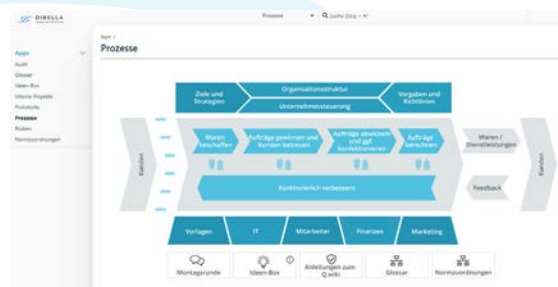 DIBELLA
Prozesse
Suche (Strg + K)
Apps
Audit
Glossar
Ideen-Box
Interne Projekte
Protokolle
Prozesse
Risiken
Normzuordnungen
Start /
Prozesse
Ziele und
Strategien
Organisationsstruktur
Unternehmenssteuerung
Vorgaben und
Richtlinien
Kunden
Waren
beschaffen
Aufträge gewinnen und
Kunden betreuen
Aufträge abwickeln
und ggf.
konfektionieren
Aufträge
berechnen
Waren /
Dienstleistungen
Kunden
Kontinuierlich verbessern
Feedback
Vorlagen
IT
Mitarbeiter
Finanzen
Marketing
Montagsrunde
Ideen-Box
Anleitungen zum
Q.wiki
Glossar
Normzuordnungen